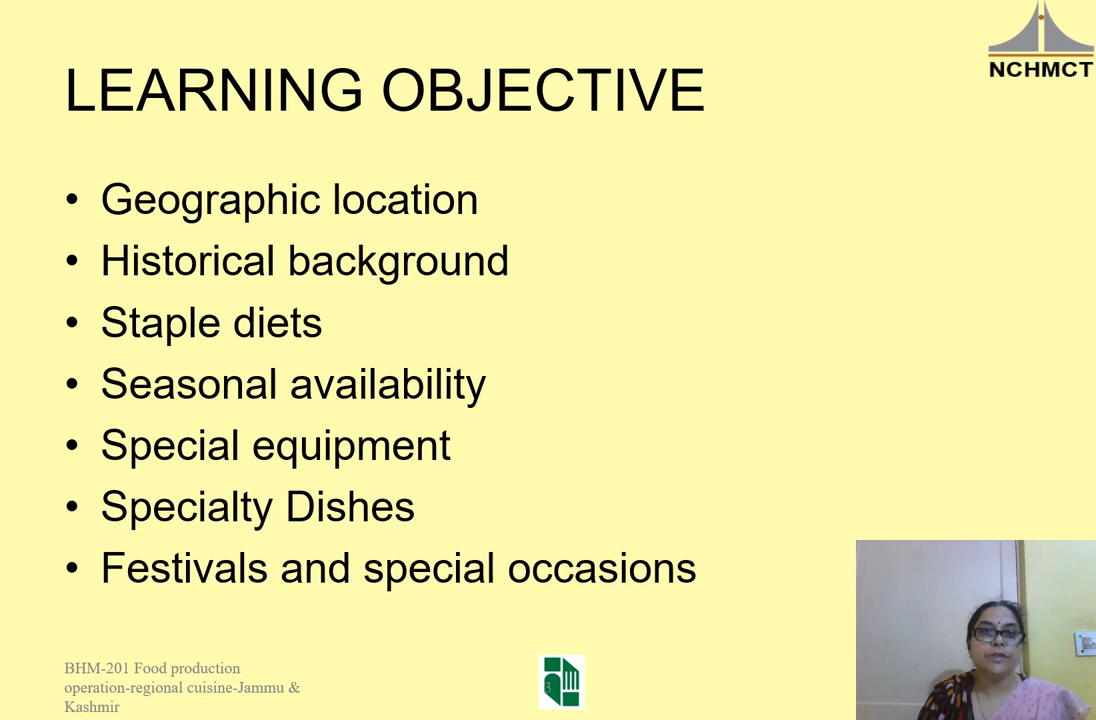 NCHMCT
LEARNING OBJECTIVE
• Geographic location
• Historical background
• Staple diets
• Seasonal availability
• Special equipment
• Specialty Dishes
• Festivals and special occasions
BHM-201 Food production
operation-regional cuisine-Jammu &
Kashmir
3